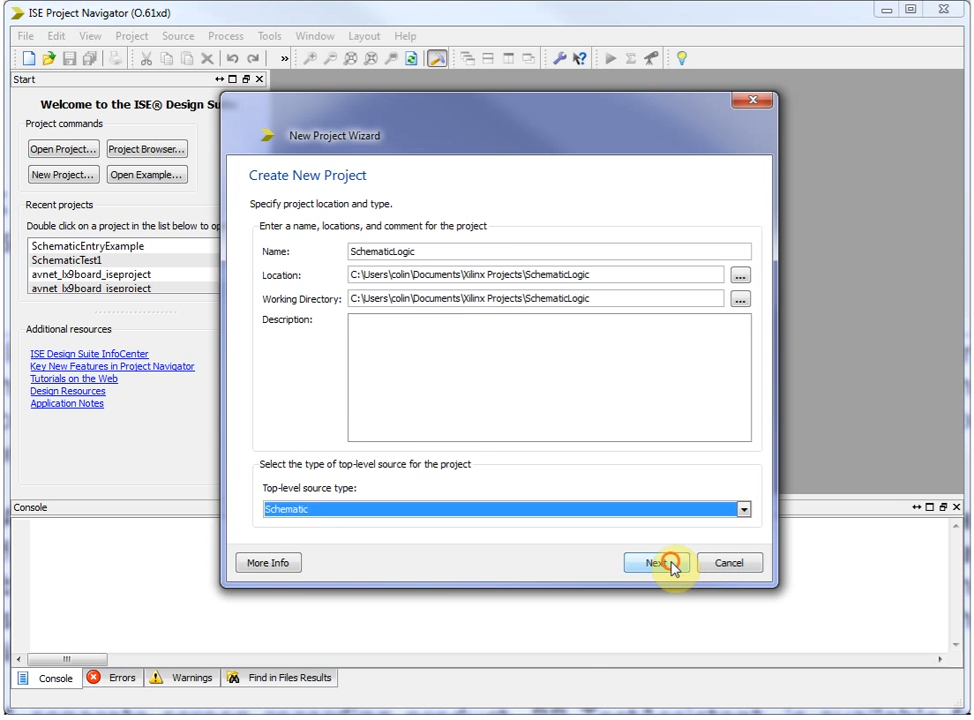 ISE Project Navigator (O.61xd)
File Edit View Project Source Process Tools Window Layout Help
»
Start
Welcome to the ISE® Design Su
Project commands
Open Project... Project Browser...
New Project... Open Example...
Recent projects
Double click on a project in the list below to op
SchematicEntryExample
SchematicTest1
avnet_lx9board_iseproject
avnet_lx9board_iseproject
Additional resources
ISE Design Suite InfoCenter
Key New Features in Project Navigator
Tutorials on the Web
Design Resources
Application Notes
New Project Wizard
Create New Project
Specify project location and type.
Enter a name, locations, and comment for the project
Name: SchematicLogic
Location: C:\Users\colin\Documents\Xilinx Projects\SchematicLogic ...
Working Directory: C:\Users\colin\Documents\Xilinx Projects\SchematicLogic ...
Description:
Select the type of top-level source for the project
Top-level source type:
Schematic
More Info Next Cancel
Console
Console Errors Warnings Find in Files Results